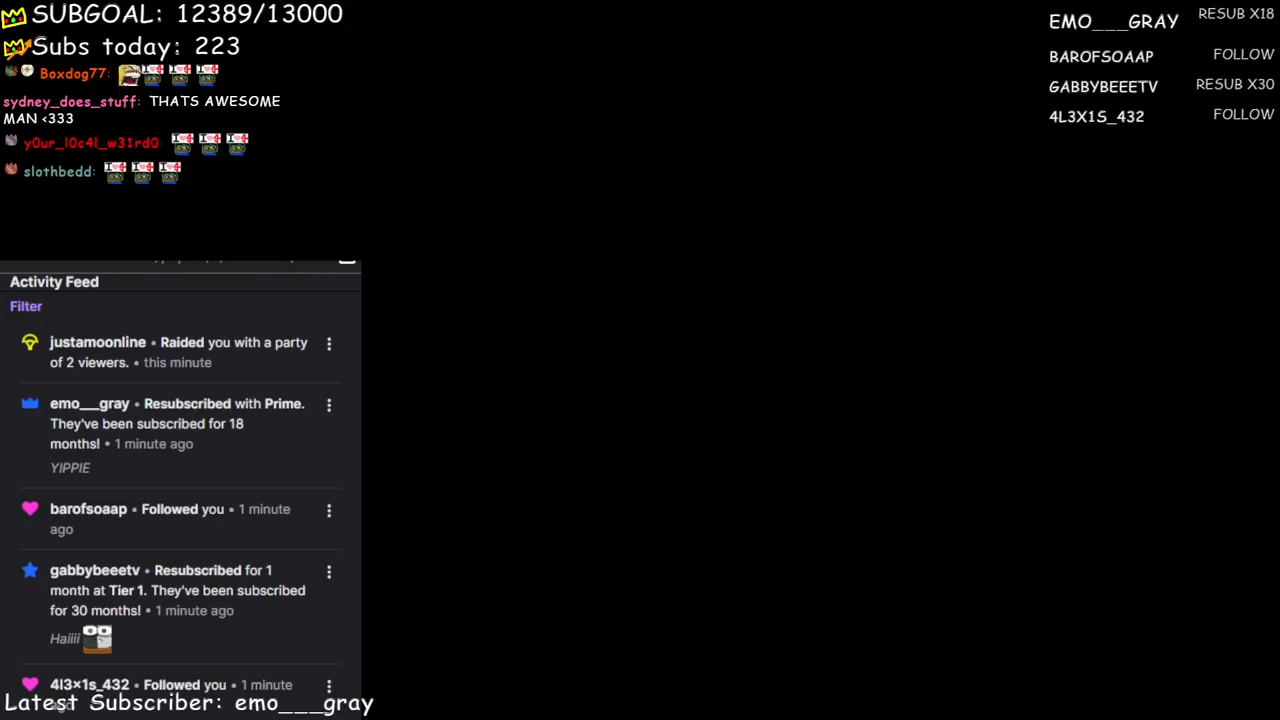 SUBGOAL: 12389/13000
Subs today: 223
Boxdog77:
sydney_does_stuff: THATS AWESOME
MAN <333
y0ur_l0c4l_w31rd0:
slothbedd:
EMO___GRAY RESUB X18
BAROFSOAAP FOLLOW
GABBYBEEETV RESUB X30
4L3X1S_432 FOLLOW
Activity Feed
Filter
justamoonline • Raided you with a party
of 2 viewers. • this minute
emo___gray • Resubscribed with Prime.
They've been subscribed for 18
months! • 1 minute ago
YIPPIE
barofsoaap • Followed you • 1 minute
ago
gabbybeeetv • Resubscribed for 1
month at Tier 1. They've been subscribed
for 30 months! • 1 minute ago
Haiiii
4l3x1s_432 • Followed you • 1 minute
Latest Subscriber: emo___gray